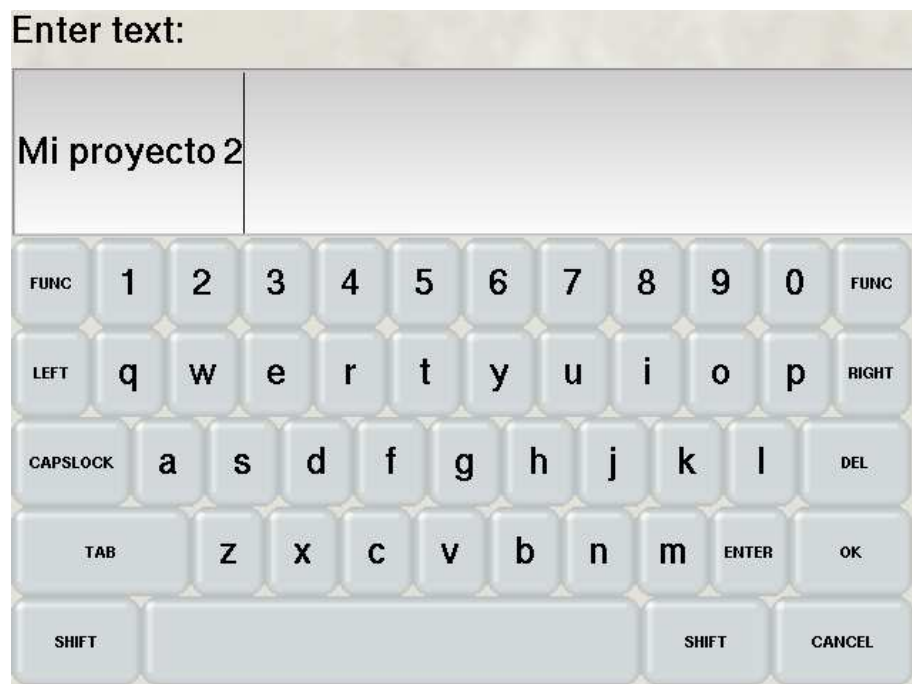 Enter text:
Mi proyecto 2
FUNC 1 2 3 4 5 6 7 8 9 0 FUNC
LEFT q w e r t y u i o p RIGHT
CAPSLOCK a s d f g h j k l DEL
TAB z x c v b n m ENTER OK
SHIFT SHIFT CANCEL